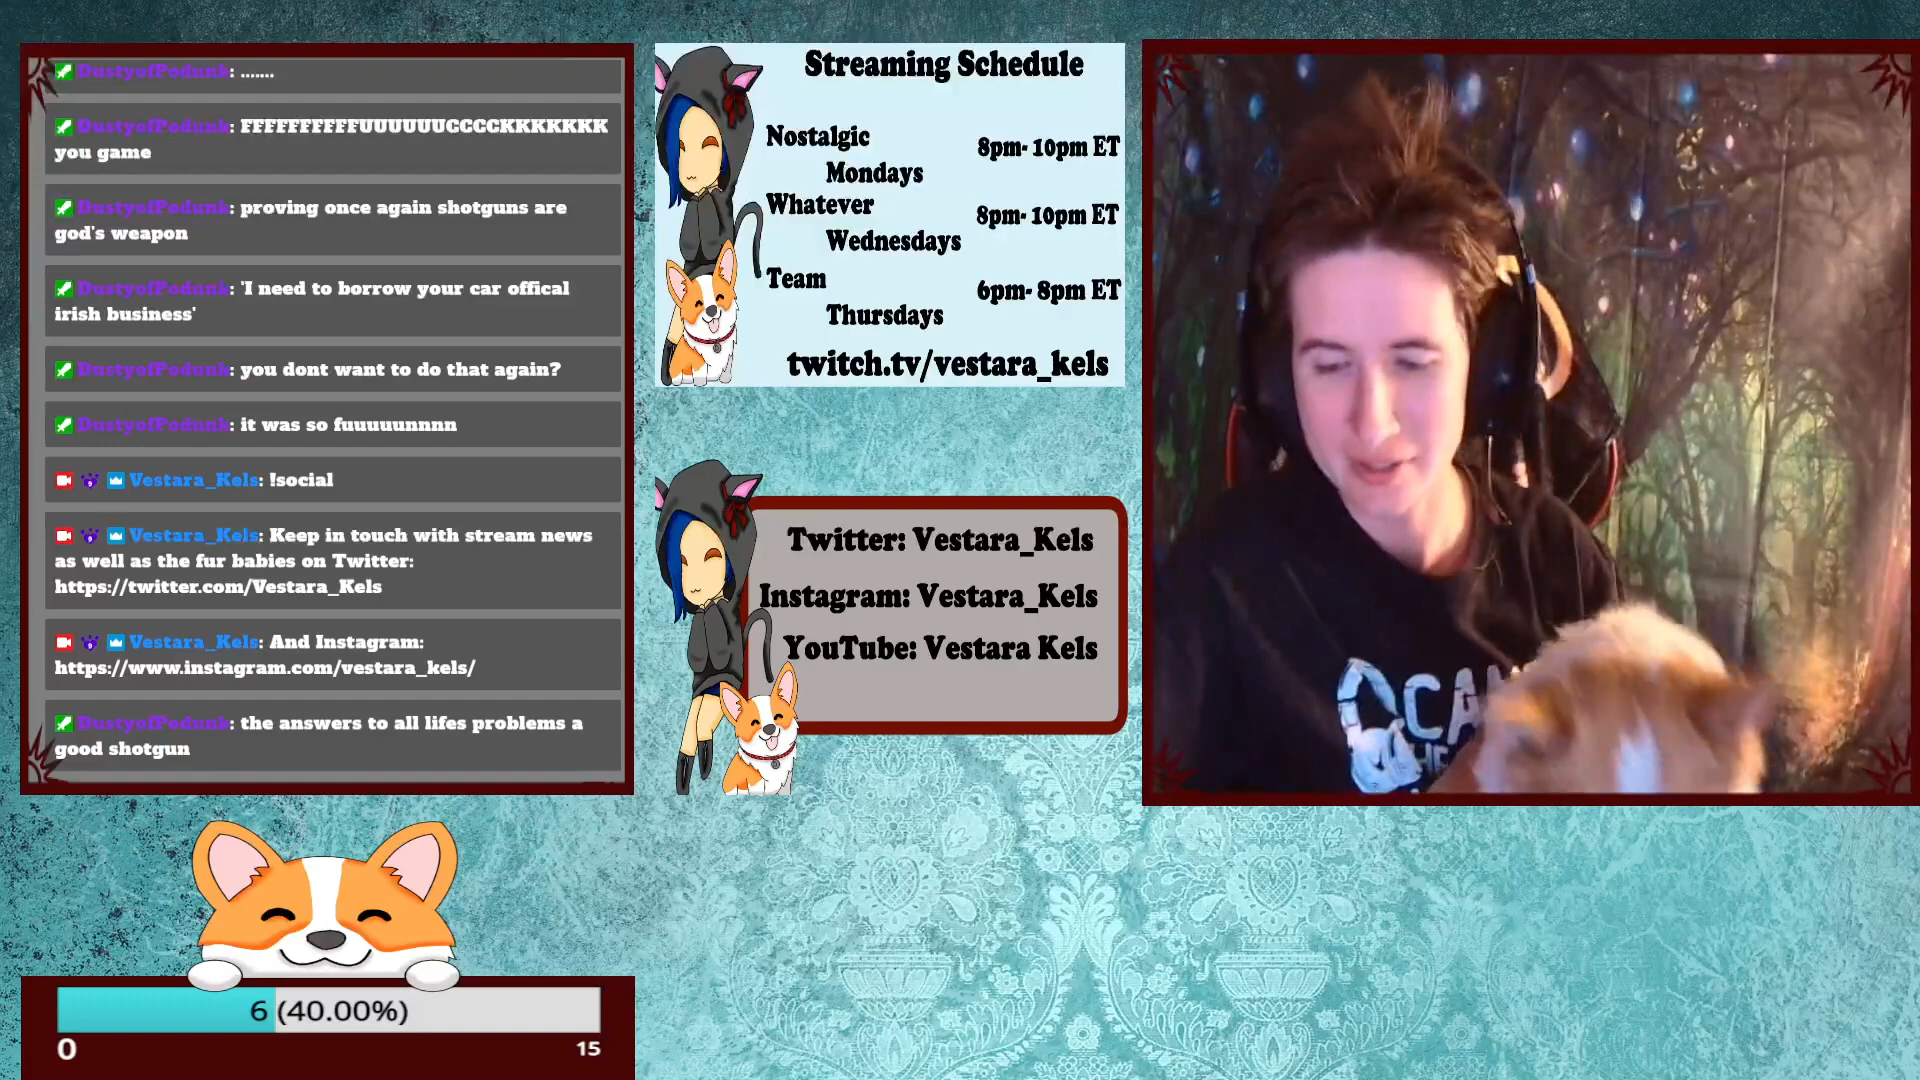 DustyofPodunk: .......
DustyofPodunk: FFFFFFFFFFUUUUUUCCCCKKKKKKK
you game
DustyofPodunk: proving once again shotguns are
god's weapon
DustyofPodunk: 'I need to borrow your car offical
irish business'
DustyofPodunk: you dont want to do that again?
DustyofPodunk: it was so fuuuuunnnn
Vestara_Kels: !social
Vestara_Kels: Keep in touch with stream news
as well as the fur babies on Twitter:
https://twitter.com/Vestara_Kels
Vestara_Kels: And Instagram:
https://www.instagram.com/vestara_kels/
DustyofPodunk: the answers to all lifes problems a
good shotgun
6 (40.00%)
0 15
Streaming Schedule
Nostalgic
Mondays 8pm- 10pm ET
Whatever
Wednesdays 8pm- 10pm ET
Team
Thursdays 6pm- 8pm ET
twitch.tv/vestara_kels
Twitter: Vestara_Kels
Instagram: Vestara_Kels
YouTube: Vestara Kels